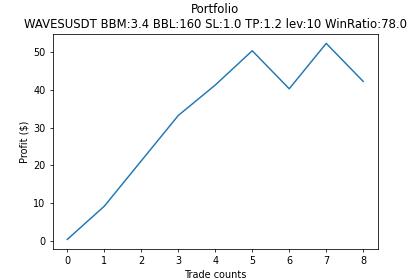 Portfolio
WAVESUSDT BBM:3.4 BBL:160 SL:1.0 TP:1.2 lev:10 WinRatio:78.0
50
40
30
20
10
0
Profit ($)
0 1 2 3 4 5 6 7 8
Trade counts